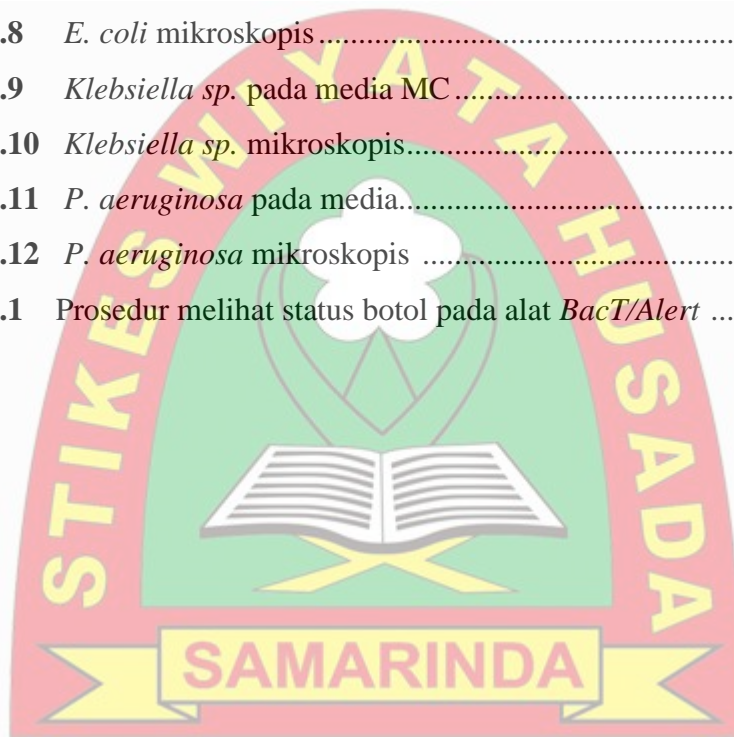 .8 E. coli mikroskopis..........................................................
.9 Klebsiella sp. pada media MC..........................................
.10 Klebsiella sp. mikroskopis.................................................
.11 P. aeruginosa pada media..................................................
.12 P. aeruginosa mikroskopis ................................................
.1 Prosedur melihat status botol pada alat BacT/Alert ...
STIKES WIYATA HUSADA
SAMARINDA